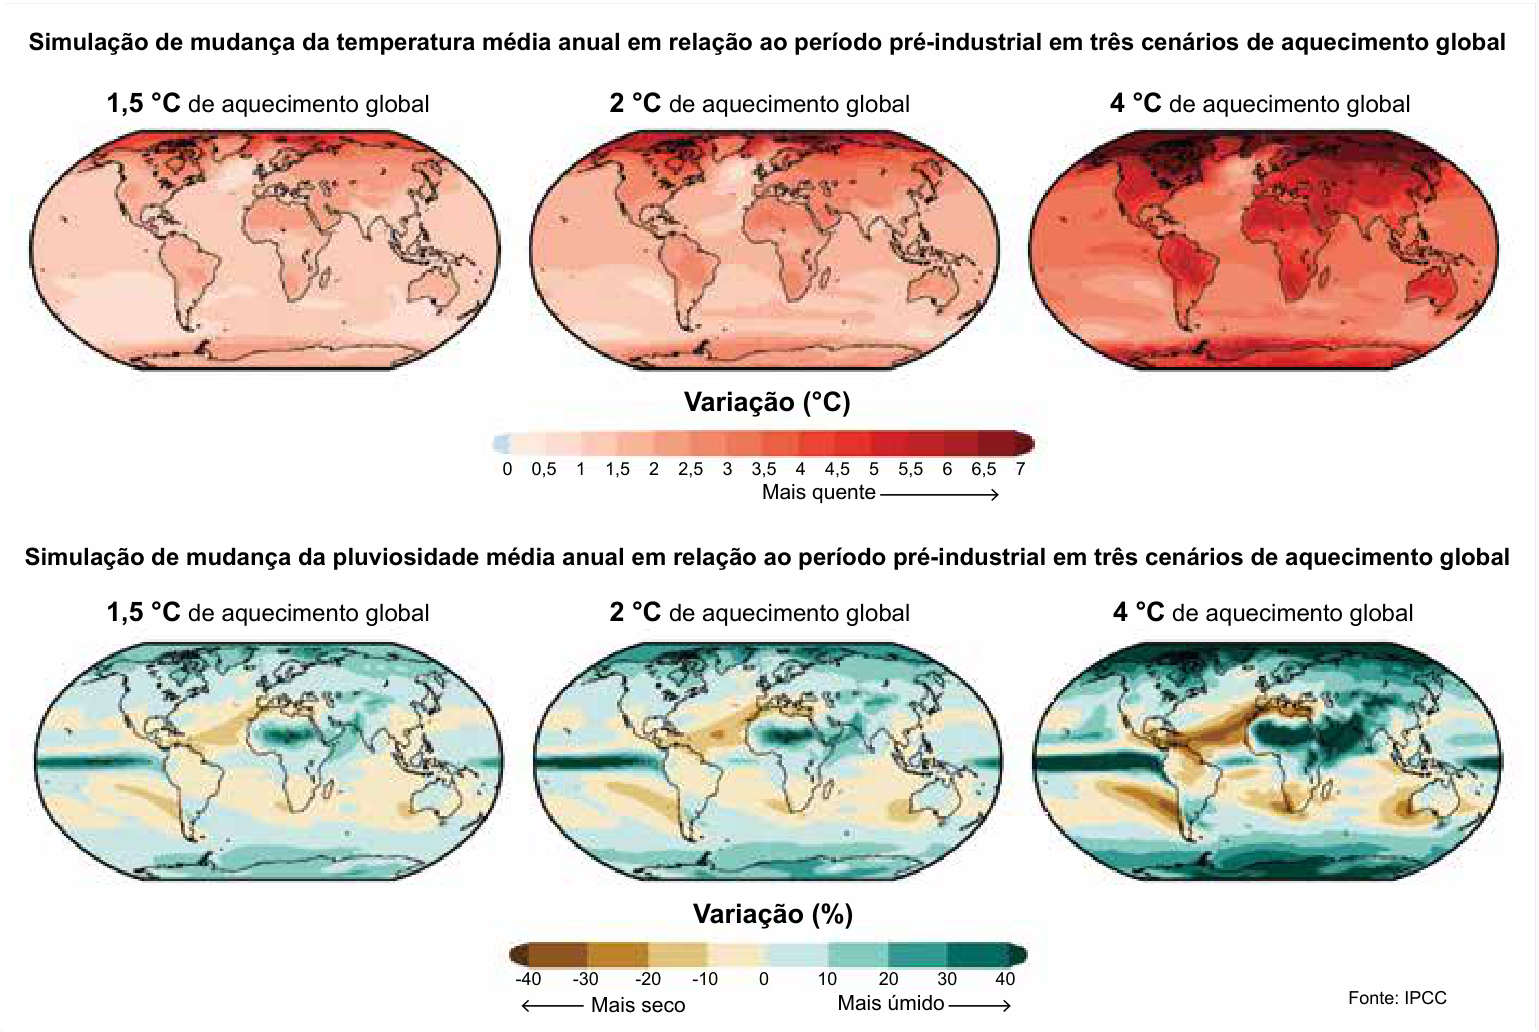 Simulação de mudança da temperatura média anual em relação ao período pré-industrial em três cenários de aquecimento global
1,5 °C de aquecimento global
2 °C de aquecimento global
4 °C de aquecimento global
Variação (°C)
0 0,5 1 1,5 2 2,5 3 3,5 4 4,5 5 5,5 6 6,5 7
Mais quente
Simulação de mudança da pluviosidade média anual em relação ao período pré-industrial em três cenários de aquecimento global
1,5 °C de aquecimento global
2 °C de aquecimento global
4 °C de aquecimento global
Variação (%)
-40 -30 -20 -10 0 10 20 30 40
Mais seco
Mais úmido
Fonte: IPCC